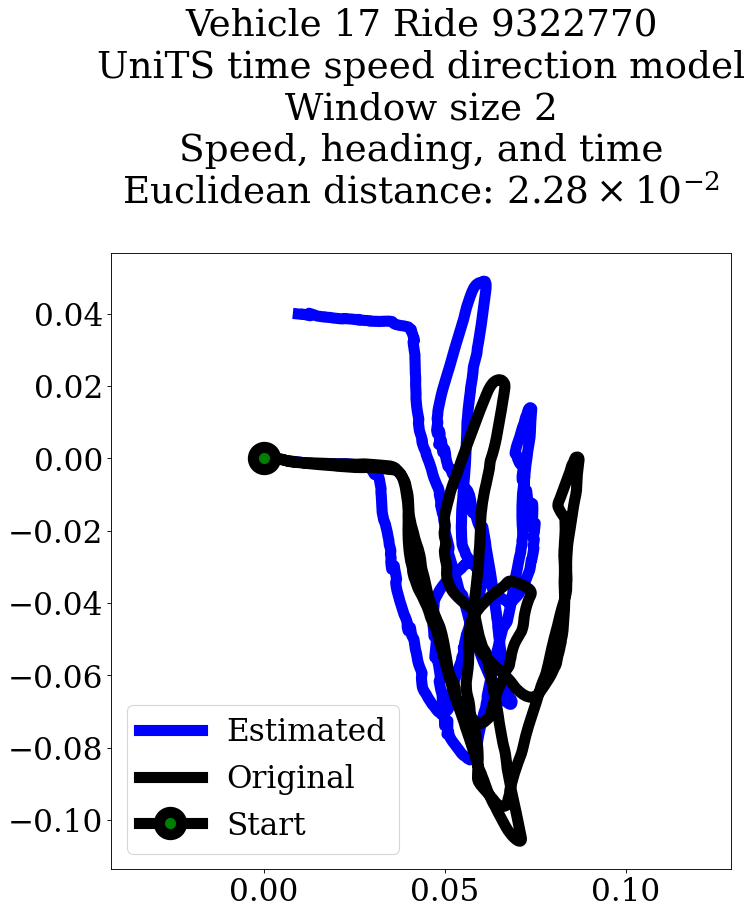 Vehicle 17 Ride 9322770
UniTS time speed direction model
Window size 2
Speed, heading, and time
Euclidean distance: 2.28 × 10⁻²
0.04
0.02
0.00
−0.02
−0.04
−0.06
−0.08
−0.10
Estimated
Original
Start
0.00 0.05 0.10